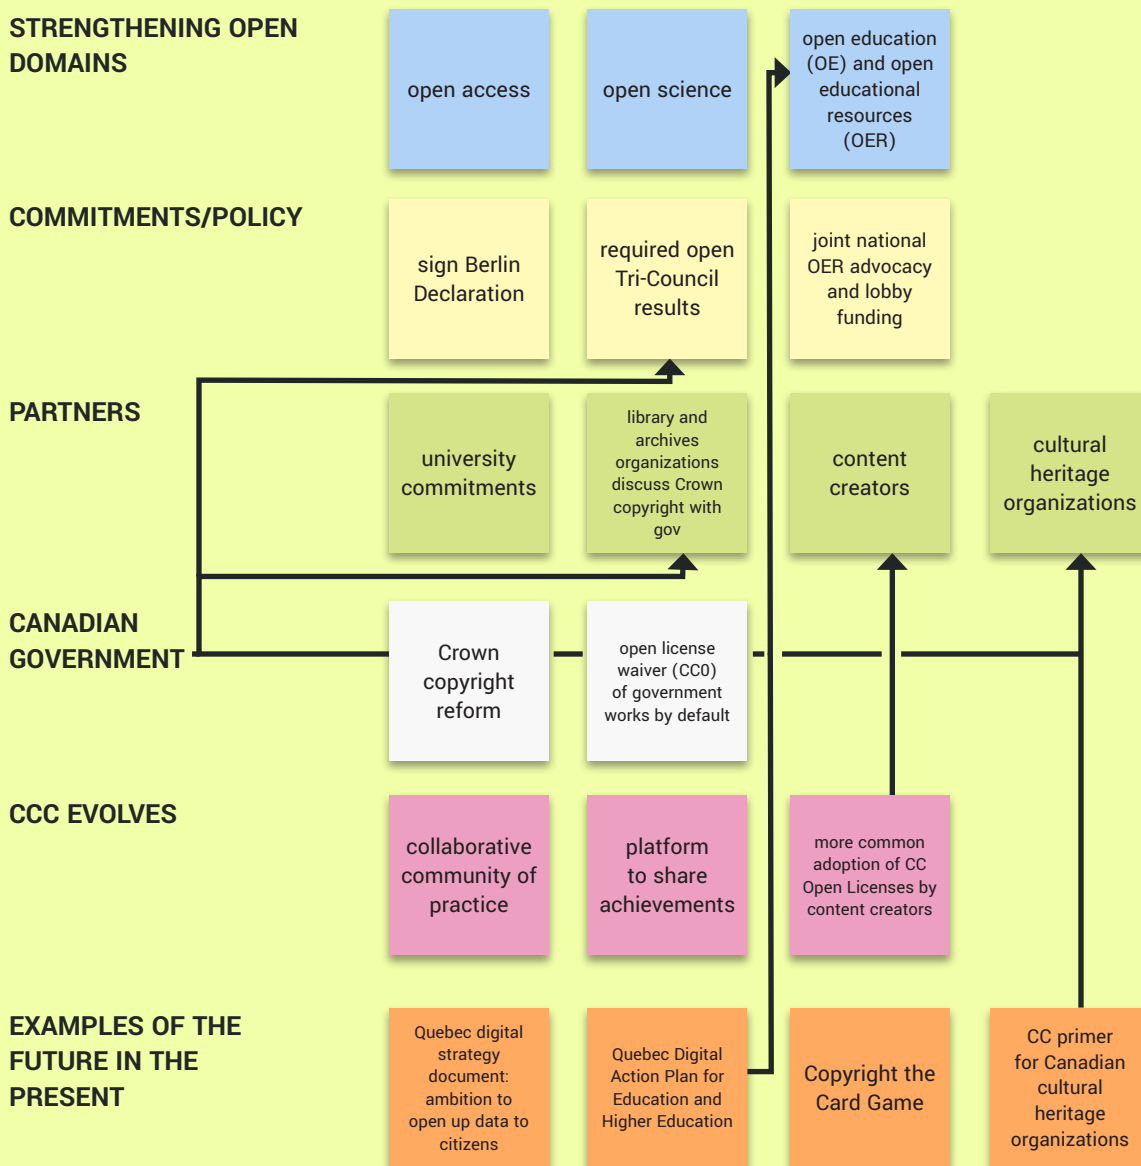 STRENGTHENING OPEN
DOMAINS
open access
open science
open education
(OE) and open
educational
resources
(OER)
COMMITMENTS/POLICY
sign Berlin
Declaration
required open
Tri-Council
results
joint national
OER advocacy
and lobby
funding
PARTNERS
university
commitments
library and
archives
organizations
discuss Crown
copyright with
gov
content
creators
cultural
heritage
organizations
CANADIAN
GOVERNMENT
Crown
copyright
reform
open license
waiver (CC0)
of government
works by default
CCC EVOLVES
collaborative
community of
practice
platform
to share
achievements
more common
adoption of CC
Open Licenses by
content creators
EXAMPLES OF THE
FUTURE IN THE
PRESENT
Quebec digital
strategy
document:
ambition to
open up data to
citizens
Quebec Digital
Action Plan for
Education and
Higher Education
Copyright the
Card Game
CC primer
for Canadian
cultural
heritage
organizations